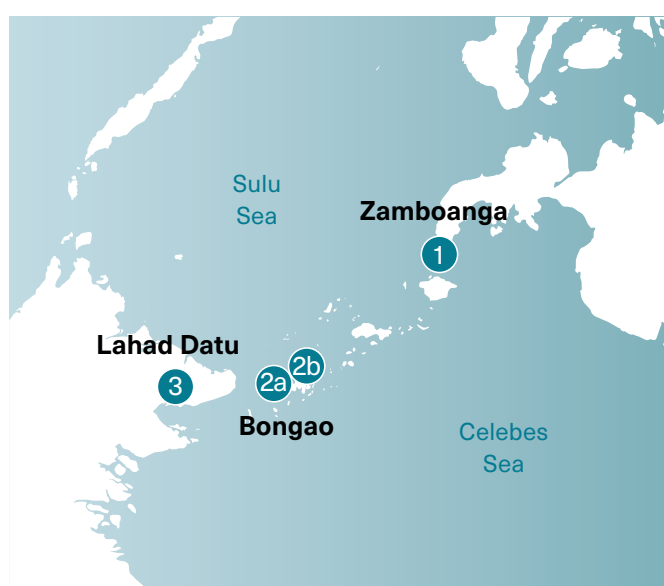 Sulu
Sea
Zamboanga
1
Lahad Datu
2b
2a
3
Bongao
Celebes
Sea